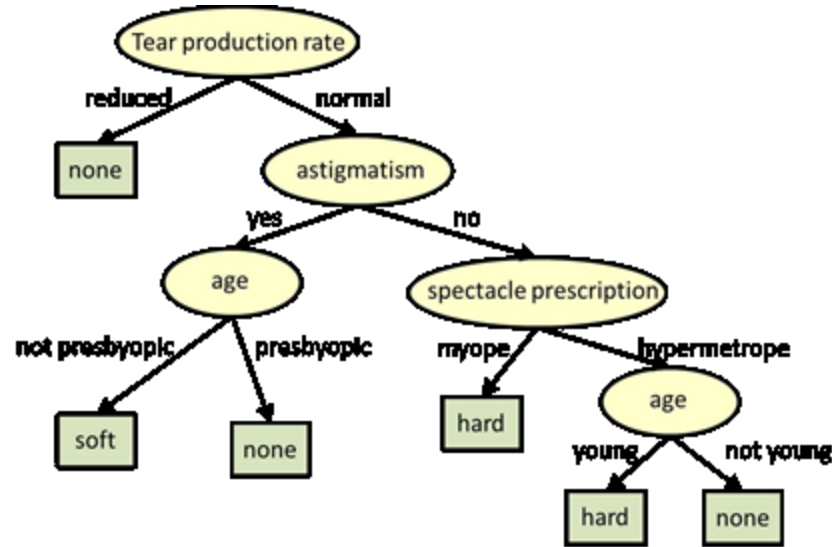 Tear production rate
reduced
normal
none
astigmatism
yes
no
age
spectacle prescription
not presbyopic
presbyopic
myope
hypermetrope
soft
none
hard
age
young
not young
hard
none